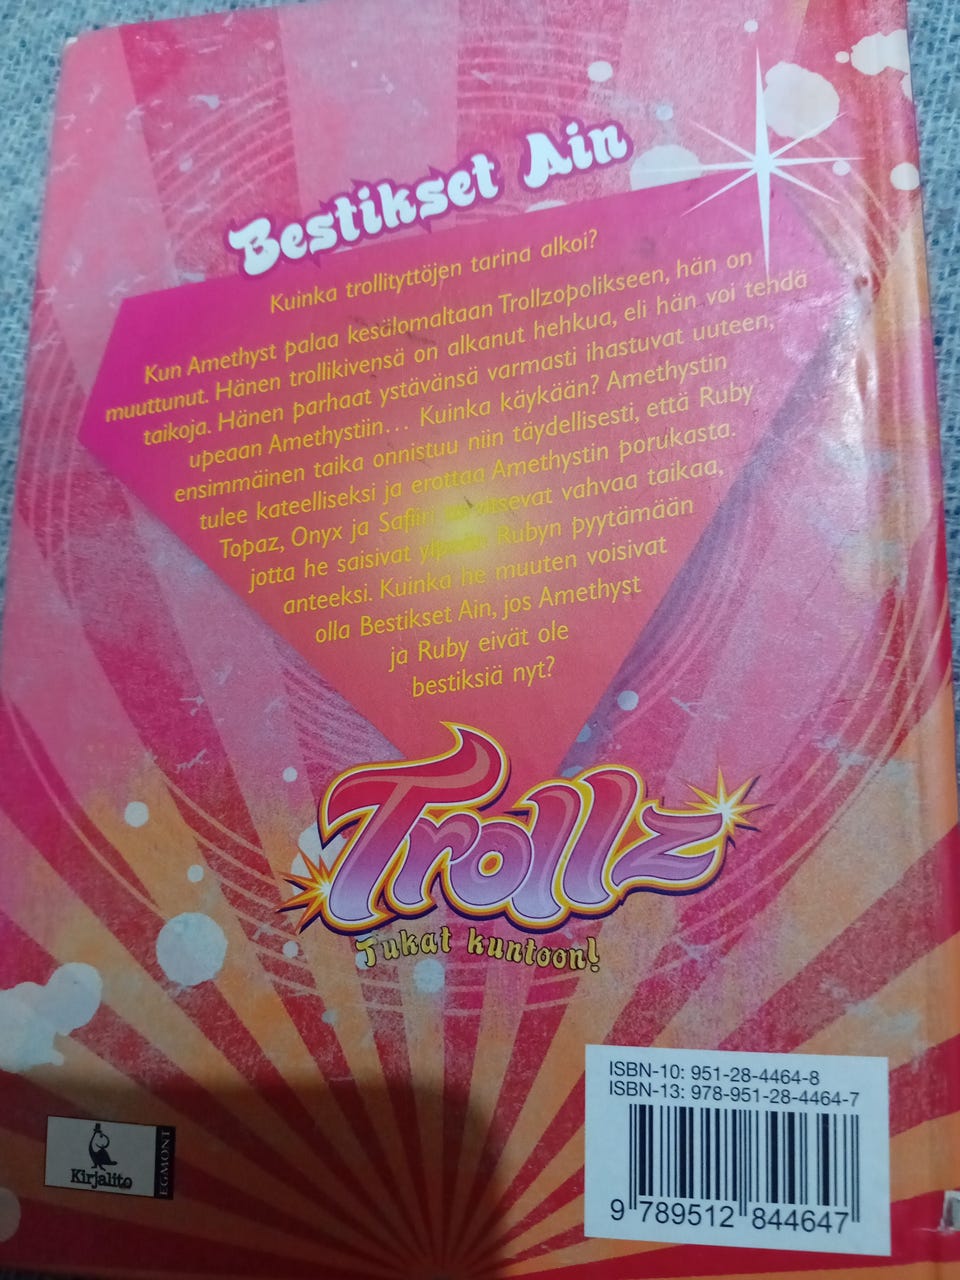 Bestikset Ain
Kuinka trollityttöjen tarina alkoi?
Kun Amethyst palaa kesälomaltaan Trollzopolikseen, hän on
muuttunut. Hänen trollikivensä on alkanut hehkua, eli hän voi tehdä
taikoja. Hänen parhaat ystävänsä varmasti ihastuvat uuteen,
upeaan Amethystiin... Kuinka käykään? Amethystin
ensimmäinen taika onnistuu niin täydellisesti, että Ruby
tulee kateelliseksi ja erottaa Amethystin porukasta.
Topaz, Onyx ja Safiiri tarvitsevat vahvaa taikaa,
jotta he saisivat ylpeän Rubyn pyytämään
anteeksi. Kuinka he muuten voisivat
olla Bestikset Ain, jos Amethyst
ja Ruby eivät ole
bestiksiä nyt?
Trollz
Tukat kuntoon!
ISBN-10: 951-28-4464-8
ISBN-13: 978-951-28-4464-7
Kirjalito
EGMONT
9 789512 844647